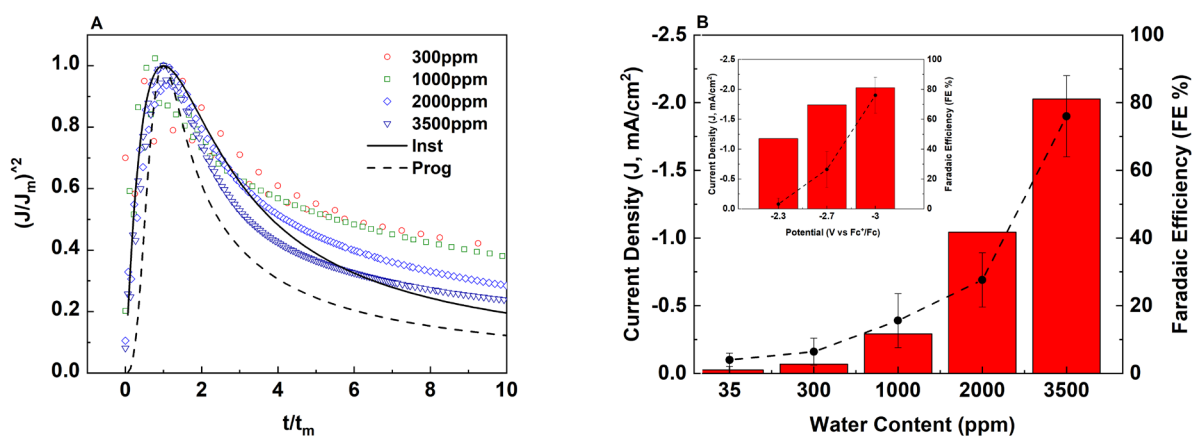 A
(J/Jm)^2
1.0
0.8
0.6
0.4
0.2
0.0
0
2
4
6
8
10
t/tm
300ppm
1000ppm
2000ppm
3500ppm
Inst
Prog
B
Current Density (J, mA/cm²)
-2.5
-2.0
-1.5
-1.0
-0.5
0.0
35
300
1000
2000
3500
Water Content (ppm)
100
80
60
40
20
0
Faradaic Efficiency (FE %)
Current Density (J, mA/cm²)
-2.5
-2.0
-1.5
-1.0
-0.5
0.0
-2.3
-2.7
-3
Potential (V vs Fc⁺/Fc)
100
80
60
40
20
0
Faradaic Efficiency (FE %)